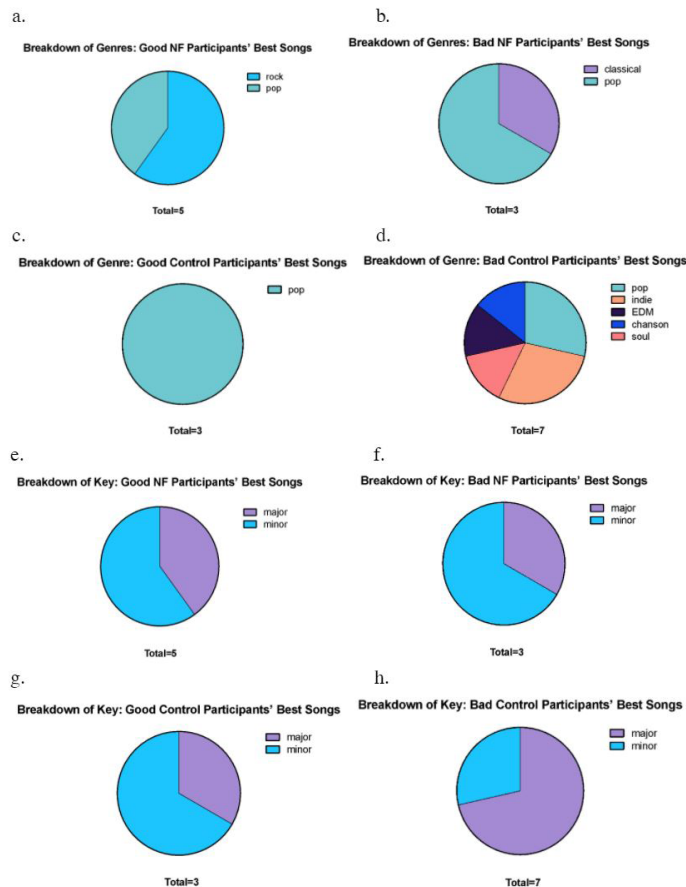 a.
Breakdown of Genres: Good NF Participants' Best Songs
rock
pop
Total=5
b.
Breakdown of Genres: Bad NF Participants' Best Songs
classical
pop
Total=3
c.
Breakdown of Genre: Good Control Participants' Best Songs
pop
Total=3
d.
Breakdown of Genre: Bad Control Participants' Best Songs
pop
indie
EDM
chanson
soul
Total=7
e.
Breakdown of Key: Good NF Participants' Best Songs
major
minor
Total=5
f.
Breakdown of Key: Bad NF Participants' Best Songs
major
minor
Total=3
g.
Breakdown of Key: Good Control Participants' Best Songs
major
minor
Total=3
h.
Breakdown of Key: Bad Control Participants' Best Songs
major
minor
Total=7